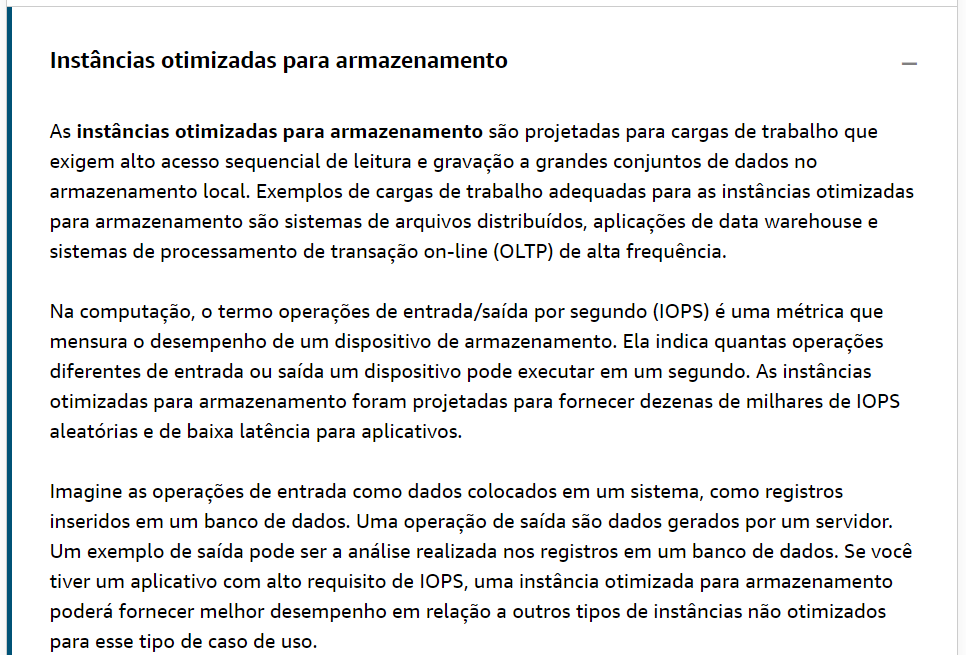 Instâncias otimizadas para armazenamento
As instâncias otimizadas para armazenamento são projetadas para cargas de trabalho que
exigem alto acesso sequencial de leitura e gravação a grandes conjuntos de dados no
armazenamento local. Exemplos de cargas de trabalho adequadas para as instâncias otimizadas
para armazenamento são sistemas de arquivos distribuídos, aplicações de data warehouse e
sistemas de processamento de transação on-line (OLTP) de alta frequência.
Na computação, o termo operações de entrada/saída por segundo (IOPS) é uma métrica que
mensura o desempenho de um dispositivo de armazenamento. Ela indica quantas operações
diferentes de entrada ou saída um dispositivo pode executar em um segundo. As instâncias
otimizadas para armazenamento foram projetadas para fornecer dezenas de milhares de IOPS
aleatórias e de baixa latência para aplicativos.
Imagine as operações de entrada como dados colocados em um sistema, como registros
inseridos em um banco de dados. Uma operação de saída são dados gerados por um servidor.
Um exemplo de saída pode ser a análise realizada nos registros em um banco de dados. Se você
tiver um aplicativo com alto requisito de IOPS, uma instância otimizada para armazenamento
poderá fornecer melhor desempenho em relação a outros tipos de instâncias não otimizados
para esse tipo de caso de uso.